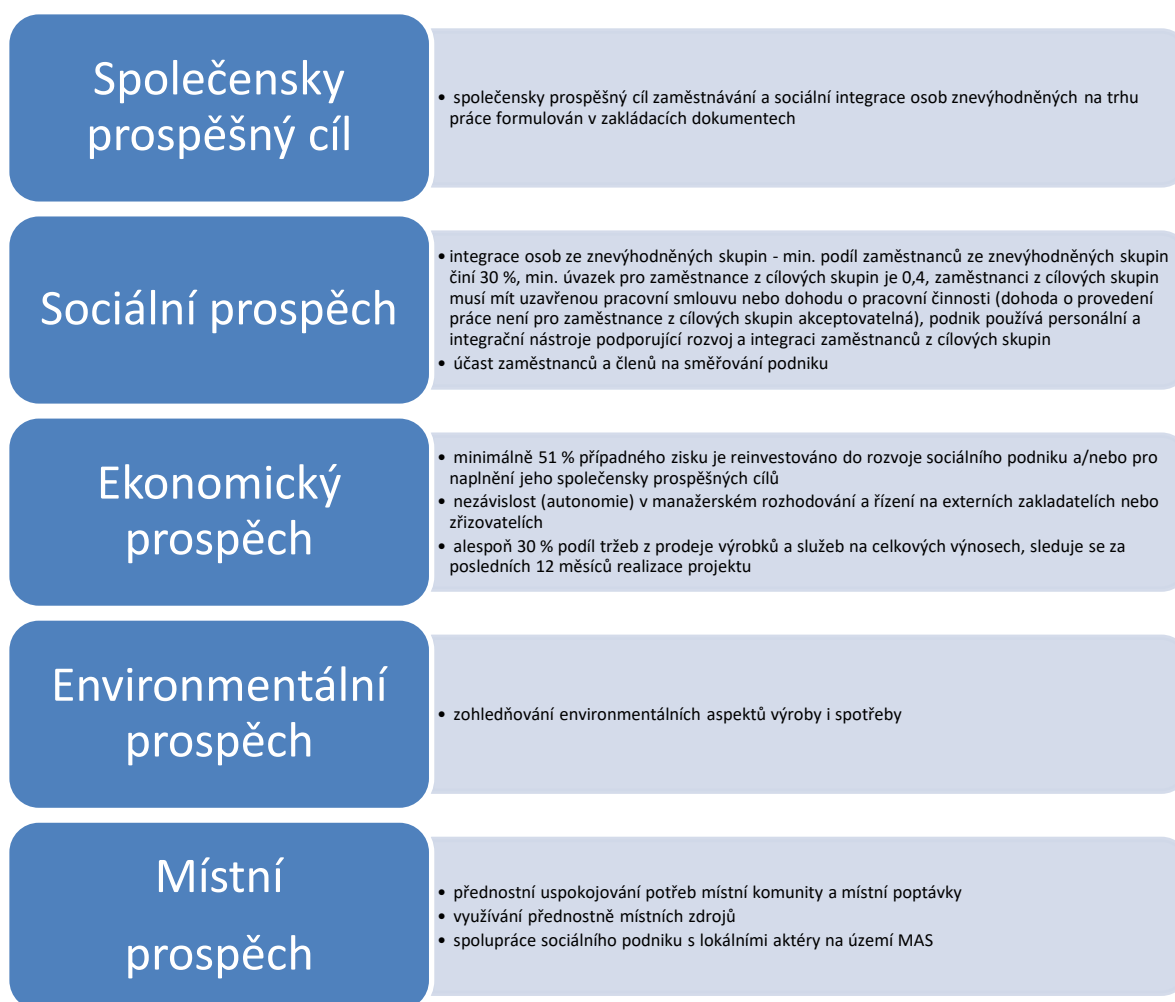 Společensky
prospěšný cíl
• společensky prospěšný cíl zaměstnávání a sociální integrace osob znevýhodněných na trhu
práce formulován v zakládacích dokumentech
Sociální prospěch
• integrace osob ze znevýhodněných skupin - min. podíl zaměstnanců ze znevýhodněných skupin
činí 30 %, min. úvazek pro zaměstnance z cílových skupin je 0,4, zaměstnanci z cílových skupin
musí mít uzavřenou pracovní smlouvu nebo dohodu o pracovní činnosti (dohoda o provedení
práce není pro zaměstnance z cílových skupin akceptovatelná), podnik používá personální a
integrační nástroje podporující rozvoj a integraci zaměstnanců z cílových skupin
• účast zaměstnanců a členů na směřování podniku
Ekonomický
prospěch
• minimálně 51 % případného zisku je reinvestováno do rozvoje sociálního podniku a/nebo pro
naplnění jeho společensky prospěšných cílů
• nezávislost (autonomie) v manažerském rozhodování a řízení na externích zakladatelích nebo
zřizovatelích
• alespoň 30 % podíl tržeb z prodeje výrobků a služeb na celkových výnosech, sleduje se za
posledních 12 měsíců realizace projektu
Environmentální
prospěch
• zohledňování environmentálních aspektů výroby i spotřeby
Místní
prospěch
• přednostní uspokojování potřeb místní komunity a místní poptávky
• využívání přednostně místních zdrojů
• spolupráce sociálního podniku s lokálními aktéry na území MAS